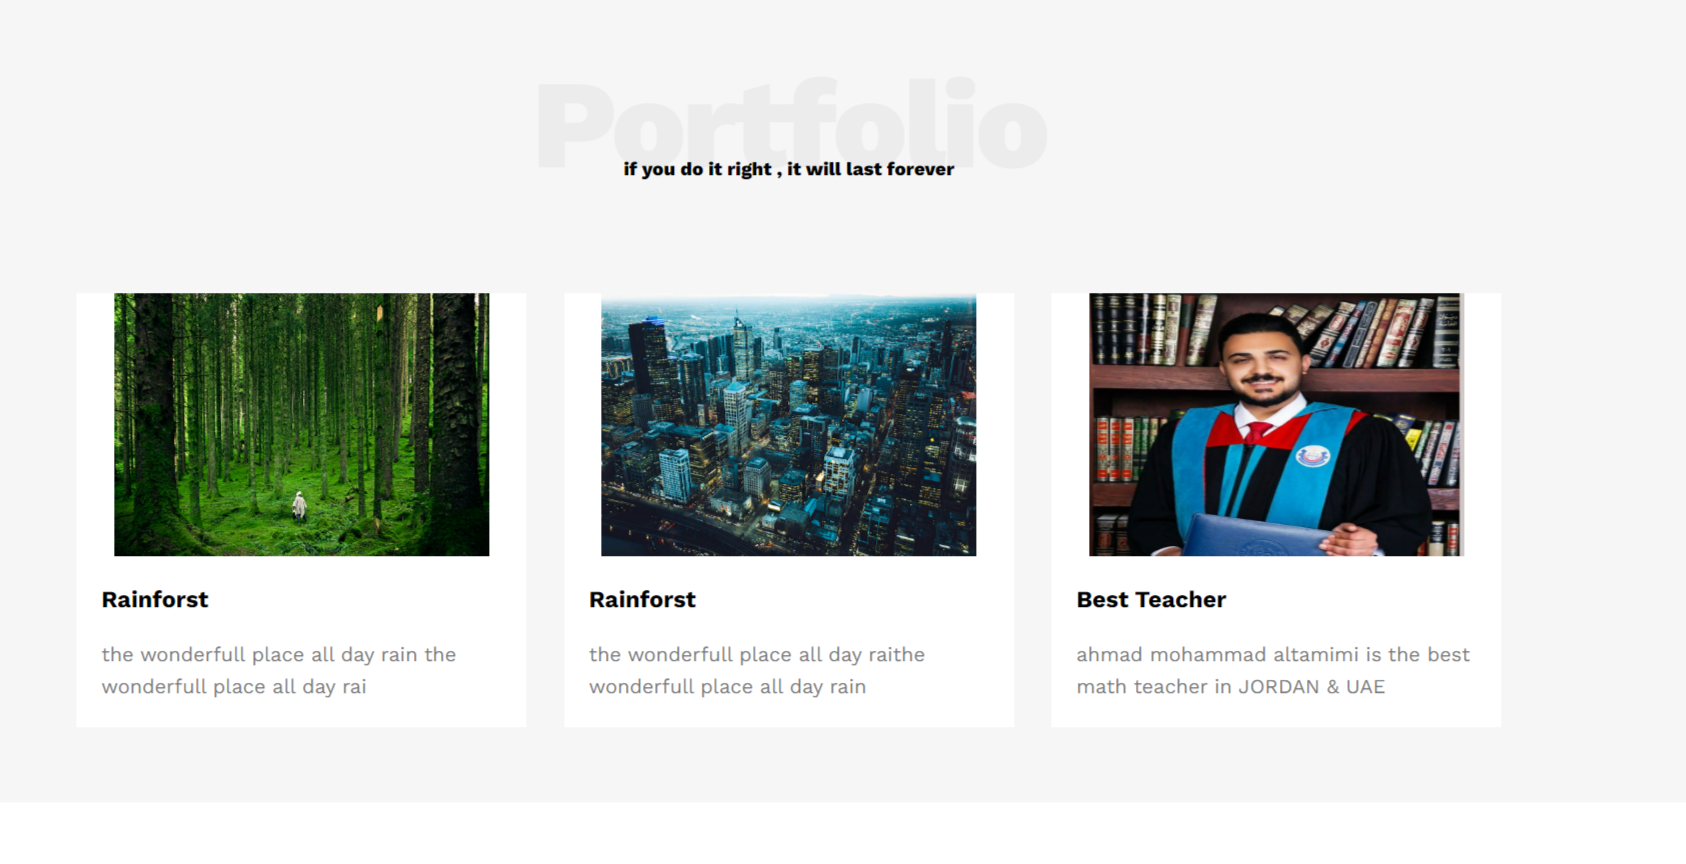 Portfolio
if you do it right , it will last forever
Rainforst
the wonderfull place all day rain the
wonderfull place all day rai
Rainforst
the wonderfull place all day raithe
wonderfull place all day rain
Best Teacher
ahmad mohammad altamimi is the best
math teacher in JORDAN & UAE